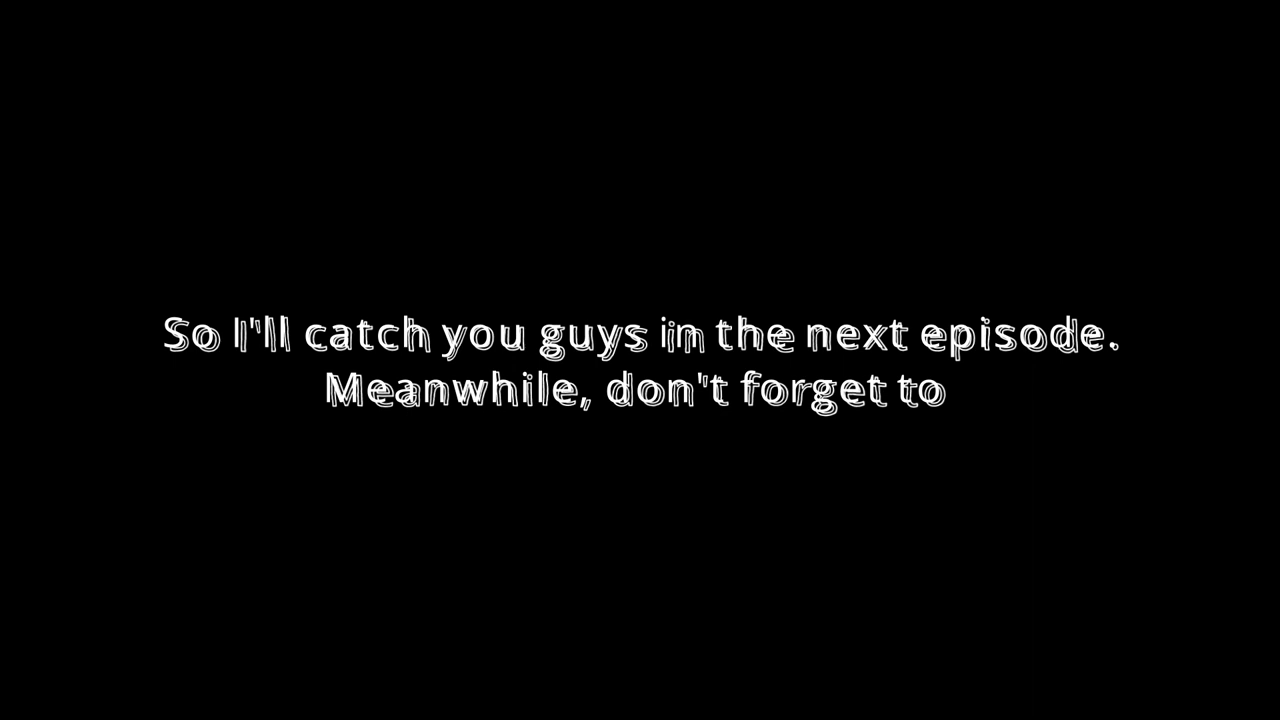 So I'll catch you guys in the next episode.
Meanwhile, don't forget to